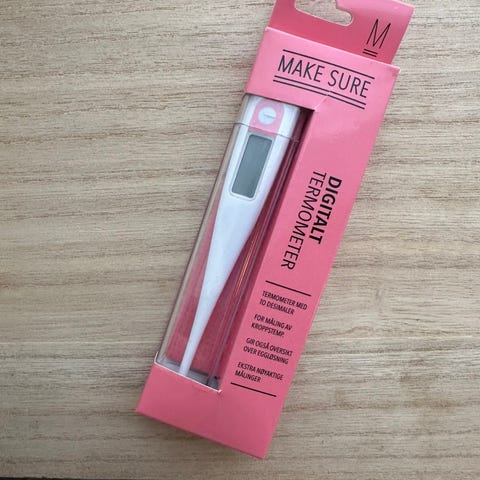 M
MAKE SURE
DIGITALT
TERMOMETER
TERMOMETER MED
TO DESIMALER
FOR MÅLING AV
KROPPSTEMP.
GIR OGSÅ OVERSIKT
OVER EGGLØSNING
EKSTRA NØYAKTIGE
MÅLINGER